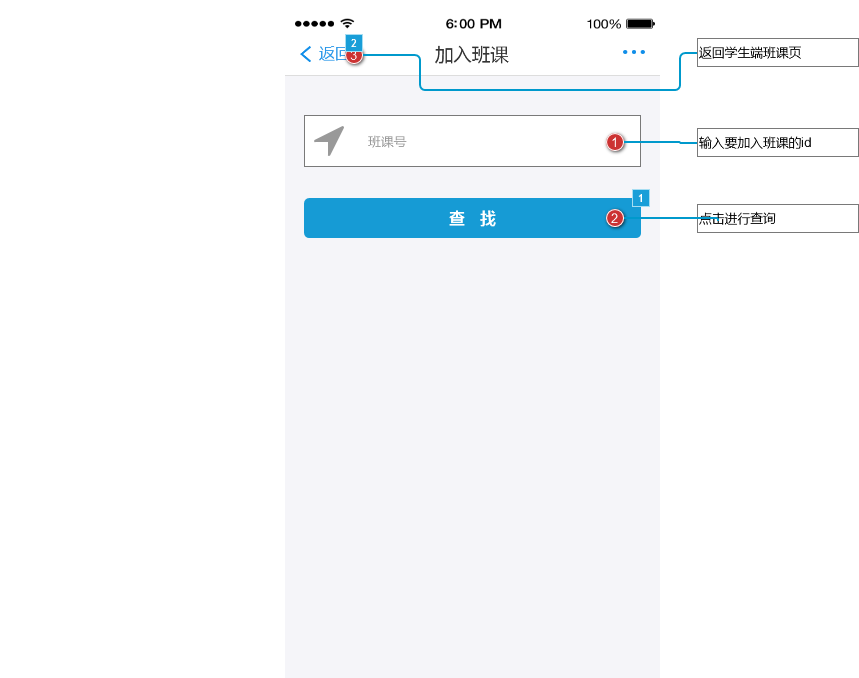 6:00 PM
100%
2
返回
3
加入班课
返回学生端班课页
班课号
1
输入要加入班课的id
1
查 找
2
点击进行查询